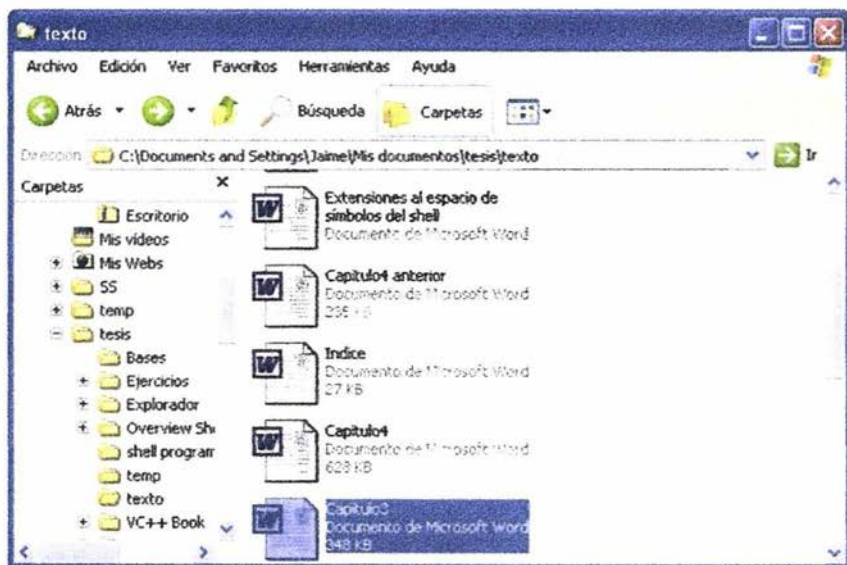 texto
Archivo Edición Ver Favoritos Herramientas Ayuda
Atrás Búsqueda Carpetas
Dirección C:\Documents and Settings\Jaime\Mis documentos\tesis\texto Ir
Carpetas
Escritorio
Mis vídeos
Mis Webs
SS
temp
tesis
Bases
Ejercicios
Explorador
Overview Sh
shell program
temp
texto
VC++ Book
Extensiones al espacio de
símbolos del shell
Documento de Microsoft Word
Capitulo4 anterior
Documento de Microsoft Word
235 KB
Indice
Documento de Microsoft Word
27 KB
Capitulo4
Documento de Microsoft Word
628 KB
Capitulo3
Documento de Microsoft Word
348 KB